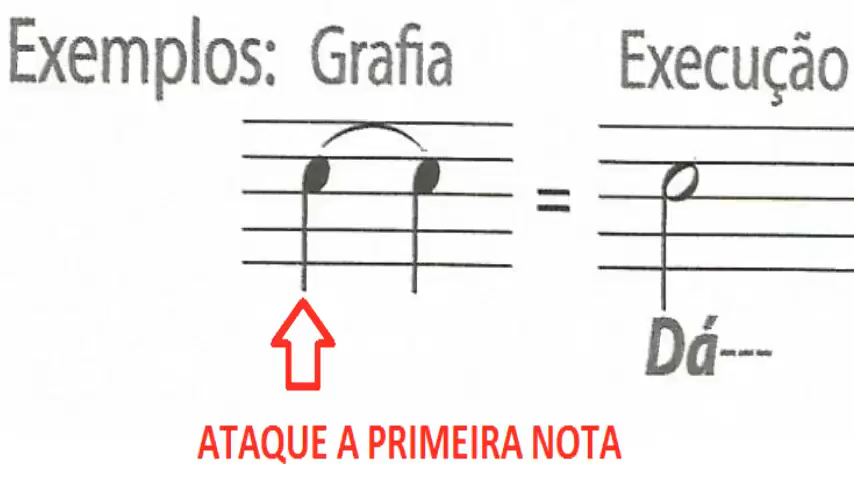 Exemplos: Grafia Execução
=
Dá---
ATAQUE A PRIMEIRA NOTA